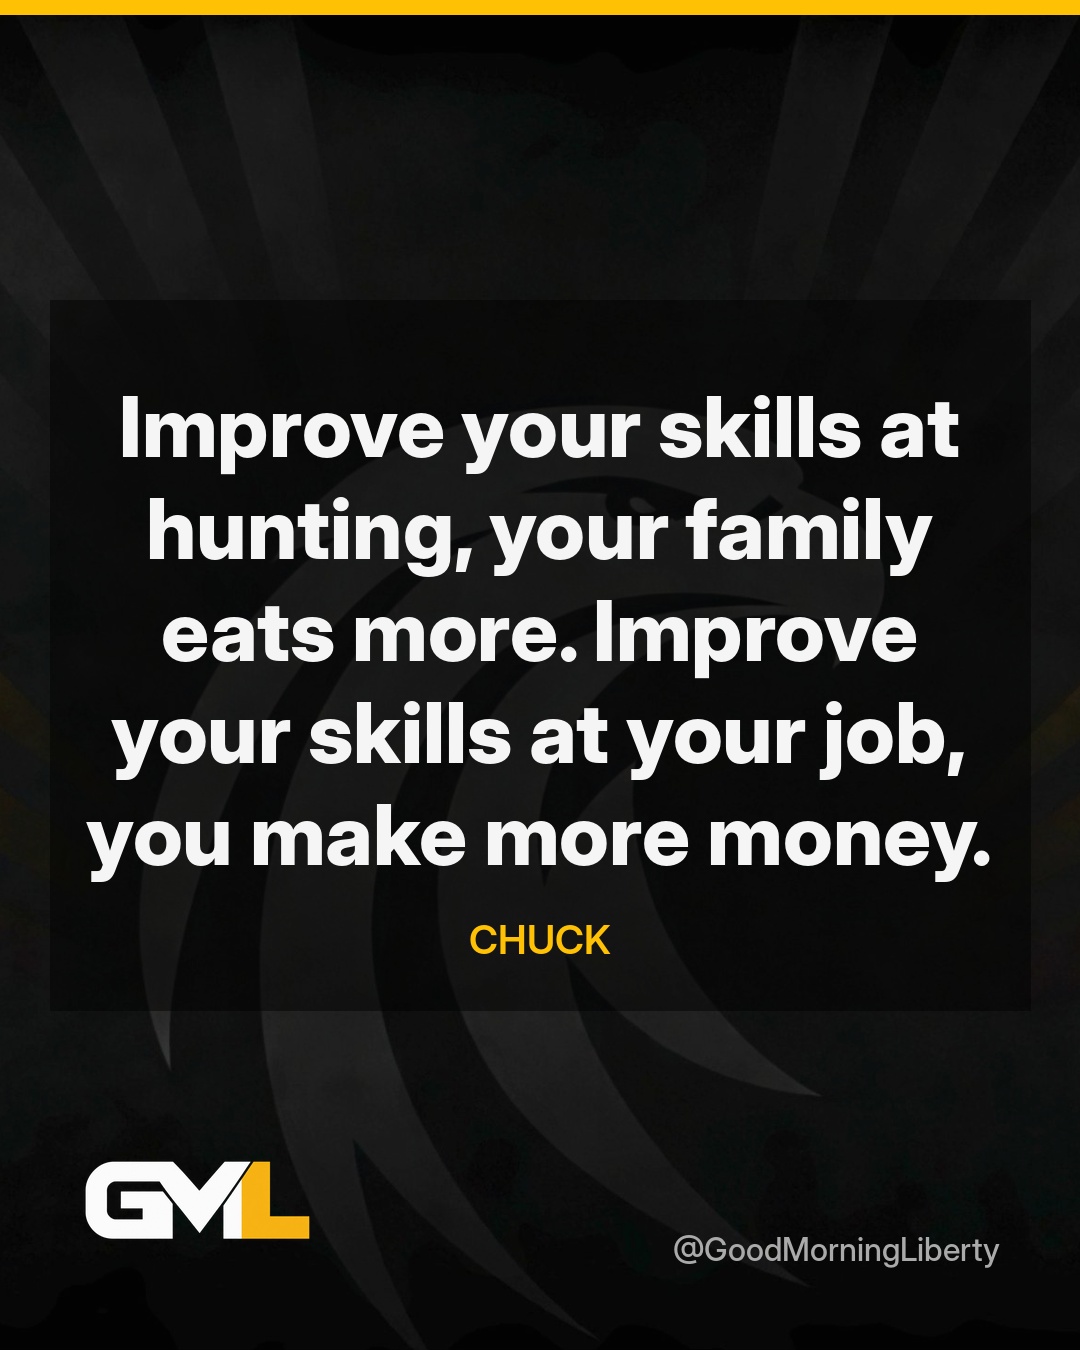 Improve your skills at
hunting, your family
eats more. Improve
your skills at your job,
you make more money.
CHUCK
GML
@GoodMorningLiberty